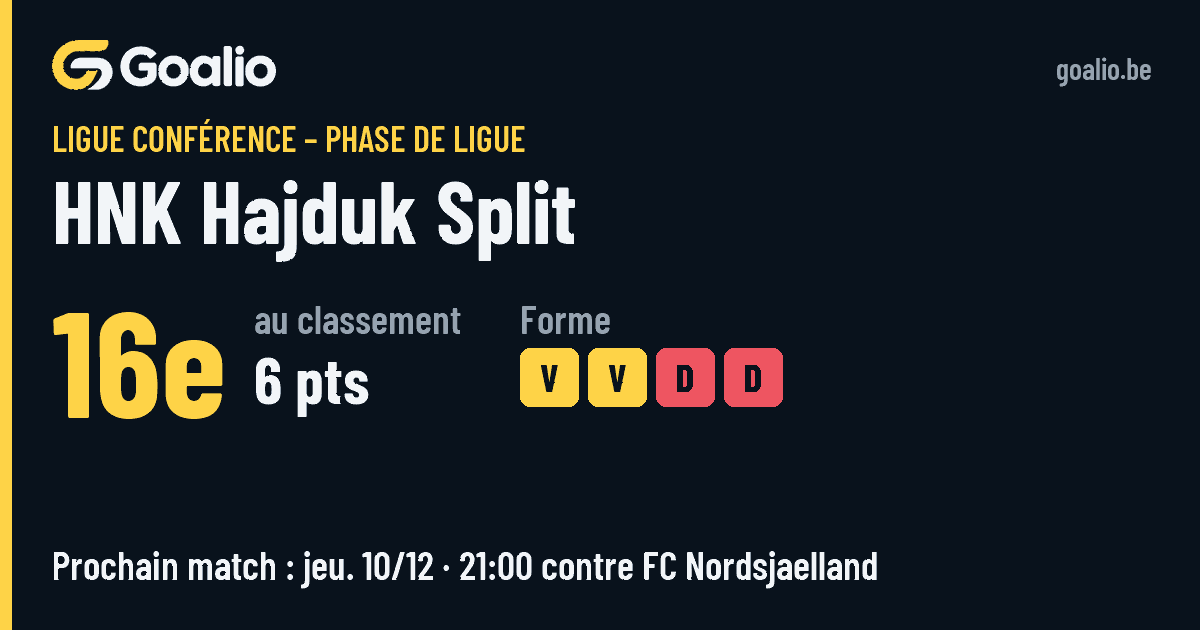 Goalio
goalio.be
LIGUE CONFÉRENCE – PHASE DE LIGUE
HNK Hajduk Split
16e
au classement
6 pts
Forme
V V D D
Prochain match : jeu. 10/12 · 21:00 contre FC Nordsjaelland